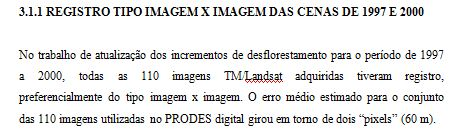 3.1.1 REGISTRO TIPO IMAGEM X IMAGEM DAS CENAS DE 1997 E 2000
No trabalho de atualização dos incrementos de desflorestamento para o período de 1997
a 2000, todas as 110 imagens TM/Landsat adquiridas tiveram registro,
preferencialmente do tipo imagem x imagem. O erro médio estimado para o conjunto
das 110 imagens utilizadas no PRODES digital girou em torno de dois “pixels” (60 m).